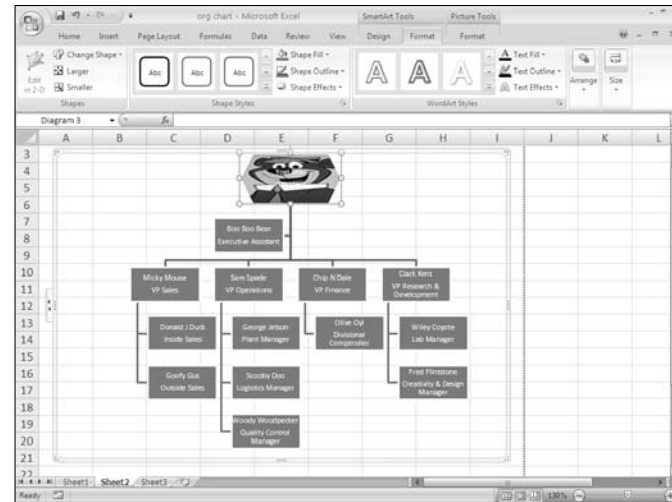 org chart - Microsoft Excel
SmartArt Tools
Picture Tools
Home Insert Page Layout Formulas Data Review View Design Format Format
Edit in 2-D
Change Shape
Larger
Smaller
Shapes
Abc Abc Abc
Shape Fill
Shape Outline
Shape Effects
Shape Styles
A A A
Text Fill
Text Outline
Text Effects
WordArt Styles
Arrange
Size
Diagram 3
fx
A B C D E F G H I J K L
3
4
5
6
7
8
9
10
11
12
13
14
15
16
17
18
19
20
21
22
Boo Boo Bear
Executive Assistant
Micky Mouse
VP Sales
Sam Spade
VP Operations
Chip N Dale
VP Finance
Clark Kent
VP Research &
Development
Donald J Duck
Inside Sales
George Jetson
Plant Manager
Olive Oyl
Divisional
Comptroller
Wiley Coyote
Lab Manager
Goofy Gus
Outside Sales
Scooby Doo
Logistics Manager
Fred Flintstone
Creativity & Design
Manager
Woody Woodpecker
Quality Control
Manager
Sheet1 Sheet2 Sheet3
Ready
130%